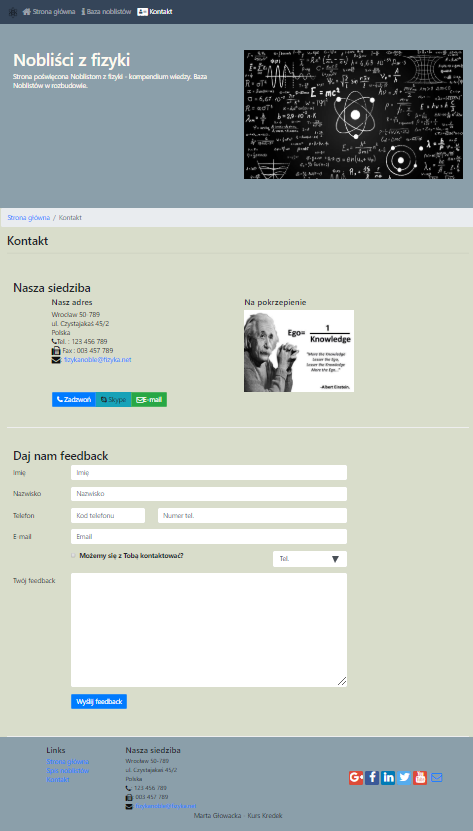 Strona główna Baza noblistów Kontakt
Nobliści z fizyki
Strona poświęcona Noblistom z fizyki - kompendium wiedzy. Baza
Noblistów w rozbudowie.
E=mc²
Strona główna / Kontakt
Kontakt
Nasza siedziba
Nasz adres
Wrocław 50-789
ul. Czystajakaś 45/2
Polska
Tel. : 123 456 789
Fax : 003 457 789
: fizykanoble@fizyka.net
Zadzwoń Skype E-mail
Na pokrzepienie
Ego= 1
Knowledge
"More the Knowledge
Lesser the Ego,
Lesser the Knowledge
More the Ego..."
-Albert Einstein.
Daj nam feedback
Imię Imię
Nazwisko Nazwisko
Telefon Kod telefonu Numer tel.
E-mail Email
Możemy się z Tobą kontaktować? Tel.
Twój feedback
Wyślij feedback
Links
Strona główna
Spis noblistów
Kontakt
Nasza siedziba
Wrocław 50-789
ul. Czystajakaś 45/2
Polska
: 123 456 789
: 003 457 789
: fizykanoble@fizyka.net
Marta Głowacka - Kurs Kredek